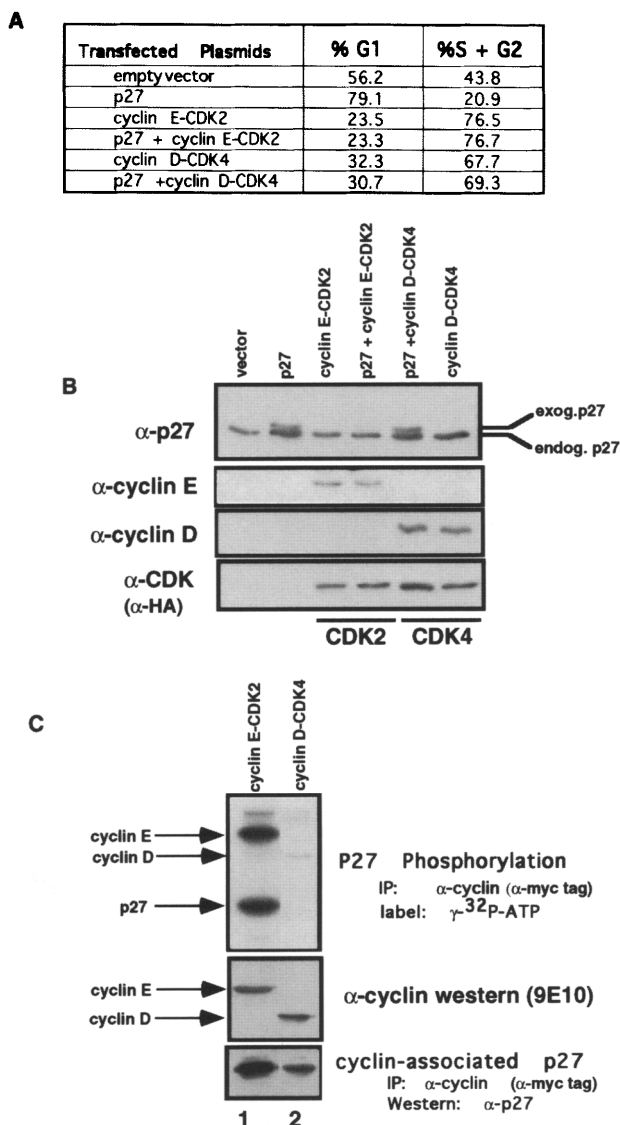 A
Transfected Plasmids % G1 %S + G2
empty vector 56.2 43.8
p27 79.1 20.9
cyclin E-CDK2 23.5 76.5
p27 + cyclin E-CDK2 23.3 76.7
cyclin D-CDK4 32.3 67.7
p27 +cyclin D-CDK4 30.7 69.3
B
vector
p27
cyclin E-CDK2
p27 + cyclin E-CDK2
p27 +cyclin D-CDK4
cyclin D-CDK4
α-p27
exog.p27
endog. p27
α-cyclin E
α-cyclin D
α-CDK
(α-HA)
CDK2 CDK4
C
cyclin E-CDK2
cyclin D-CDK4
cyclin E
cyclin D
p27
P27 Phosphorylation
IP: α-cyclin (α-myc tag)
label: γ-32P-ATP
cyclin E
cyclin D
α-cyclin western (9E10)
cyclin-associated p27
IP: α-cyclin (α-myc tag)
Western: α-p27
1 2